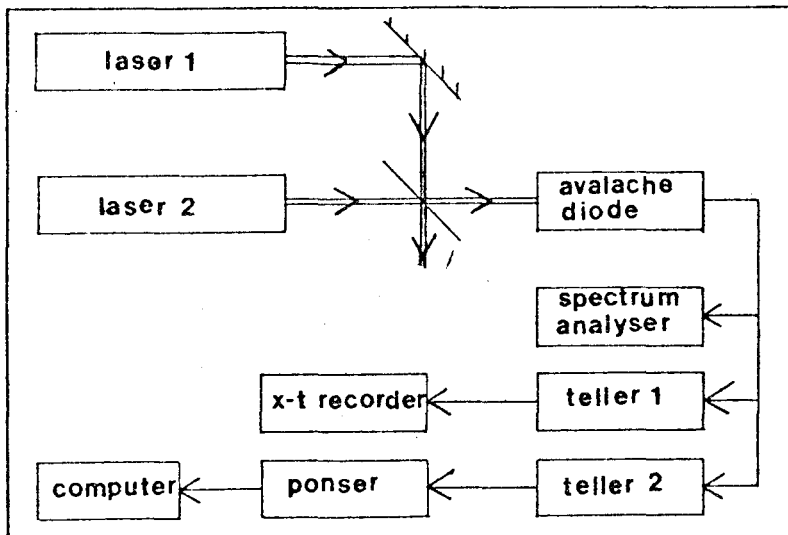 laser 1
laser 2
avalache
diode
spectrum
analyser
x-t recorder
teller 1
computer
ponser
teller 2